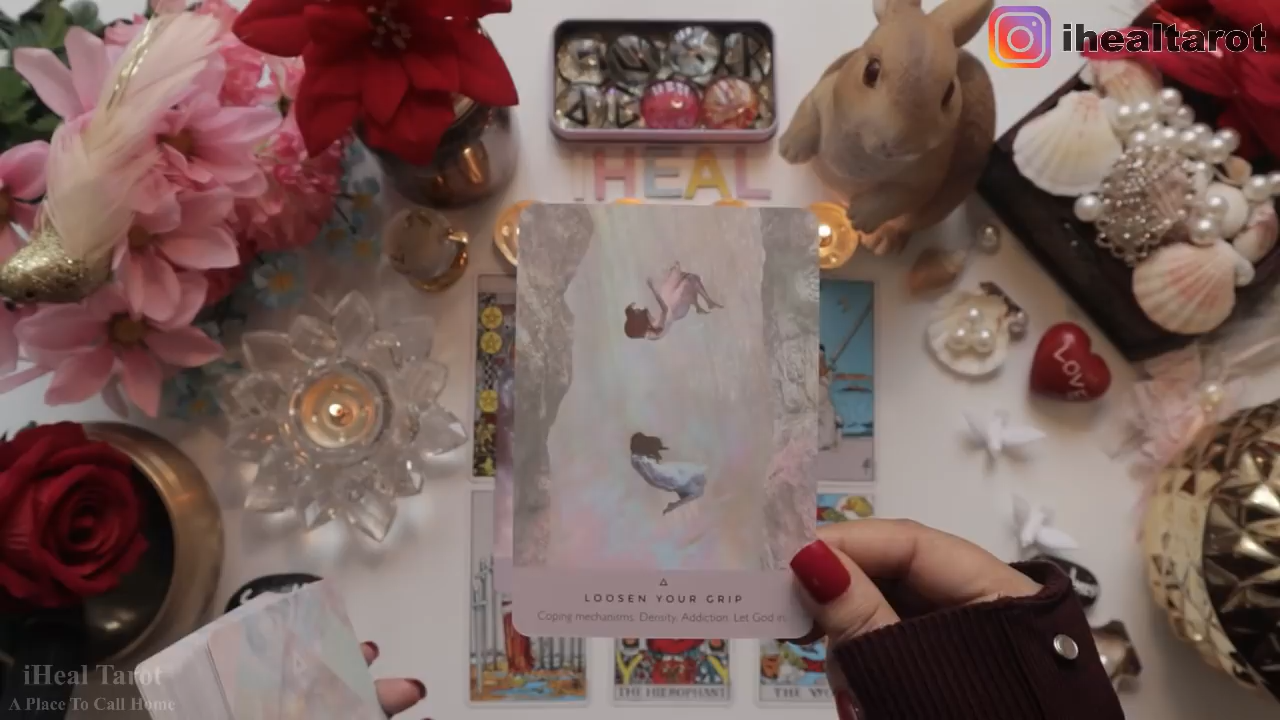 ihealtarot
HEAL
LOVE
LOOSEN YOUR GRIP
Coping mechanisms. Density. Addiction. Let God in.
THE HIEROPHANT
iHeal Tarot
A Place To Call Home